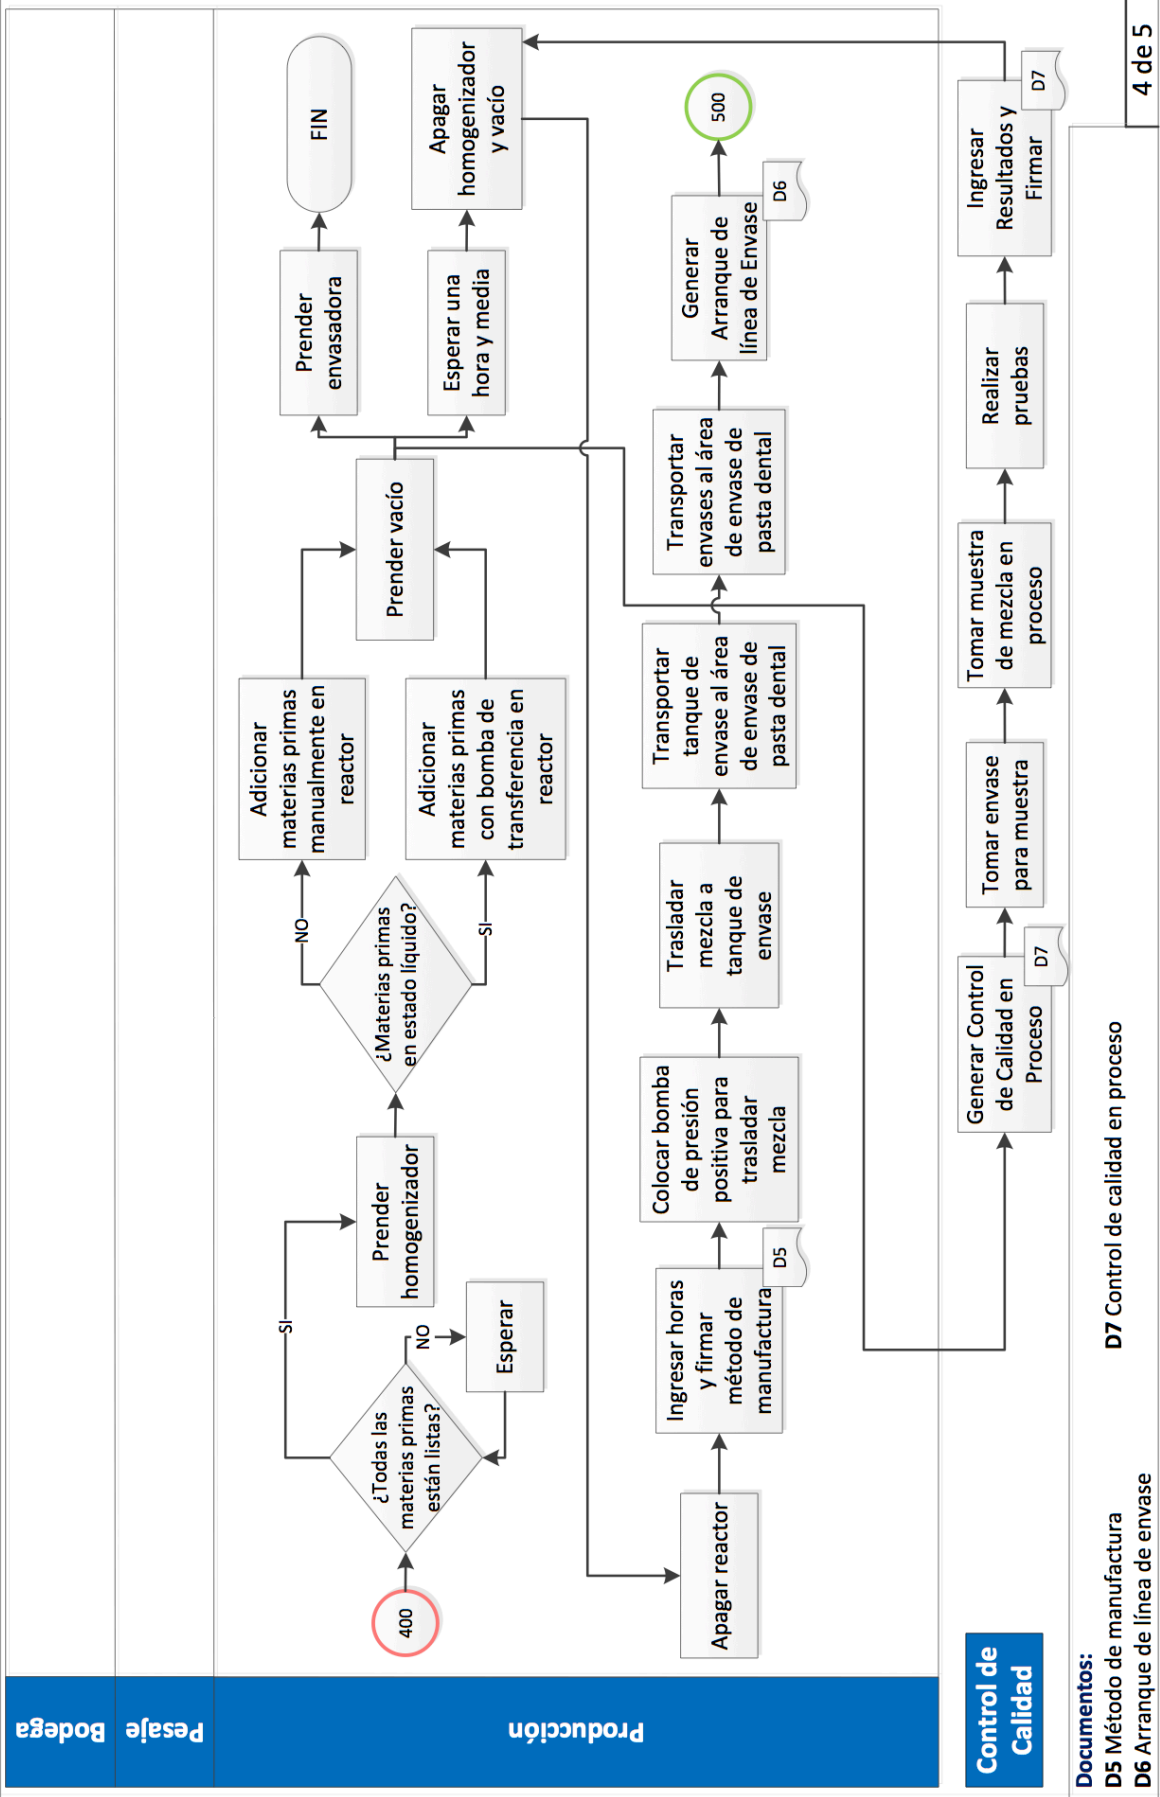 Bodega
Pesaje
Producción
400
¿Todas las
materias primas
están listas?
SI
NO
Esperar
Prender
homogenizador
¿Materias primas
en estado líquido?
NO
SI
Adicionar
materias primas
manualmente en
reactor
Adicionar
materias primas
con bomba de
transferencia en
reactor
Prender vacío
Prender
envasadora
FIN
Esperar una
hora y media
Apagar
homogenizador
y vacío
Apagar reactor
Ingresar horas
y firmar
método de
manufactura
D5
Colocar bomba
de presión
positiva para
trasladar
mezcla
Trasladar
mezcla a
tanque de
envase
Transportar
tanque de
envase al área
de envase de
pasta dental
Transportar
envases al área
de envase de
pasta dental
Generar
Arranque de
línea de Envase
D6
500
Control de
Calidad
Generar Control
de Calidad en
Proceso
D7
Tomar envase
para muestra
Tomar muestra
de mezcla en
proceso
Realizar
pruebas
Ingresar
Resultados y
Firmar
D7
Documentos:
D5 Método de manufactura
D6 Arranque de línea de envase
D7 Control de calidad en proceso
4 de 5